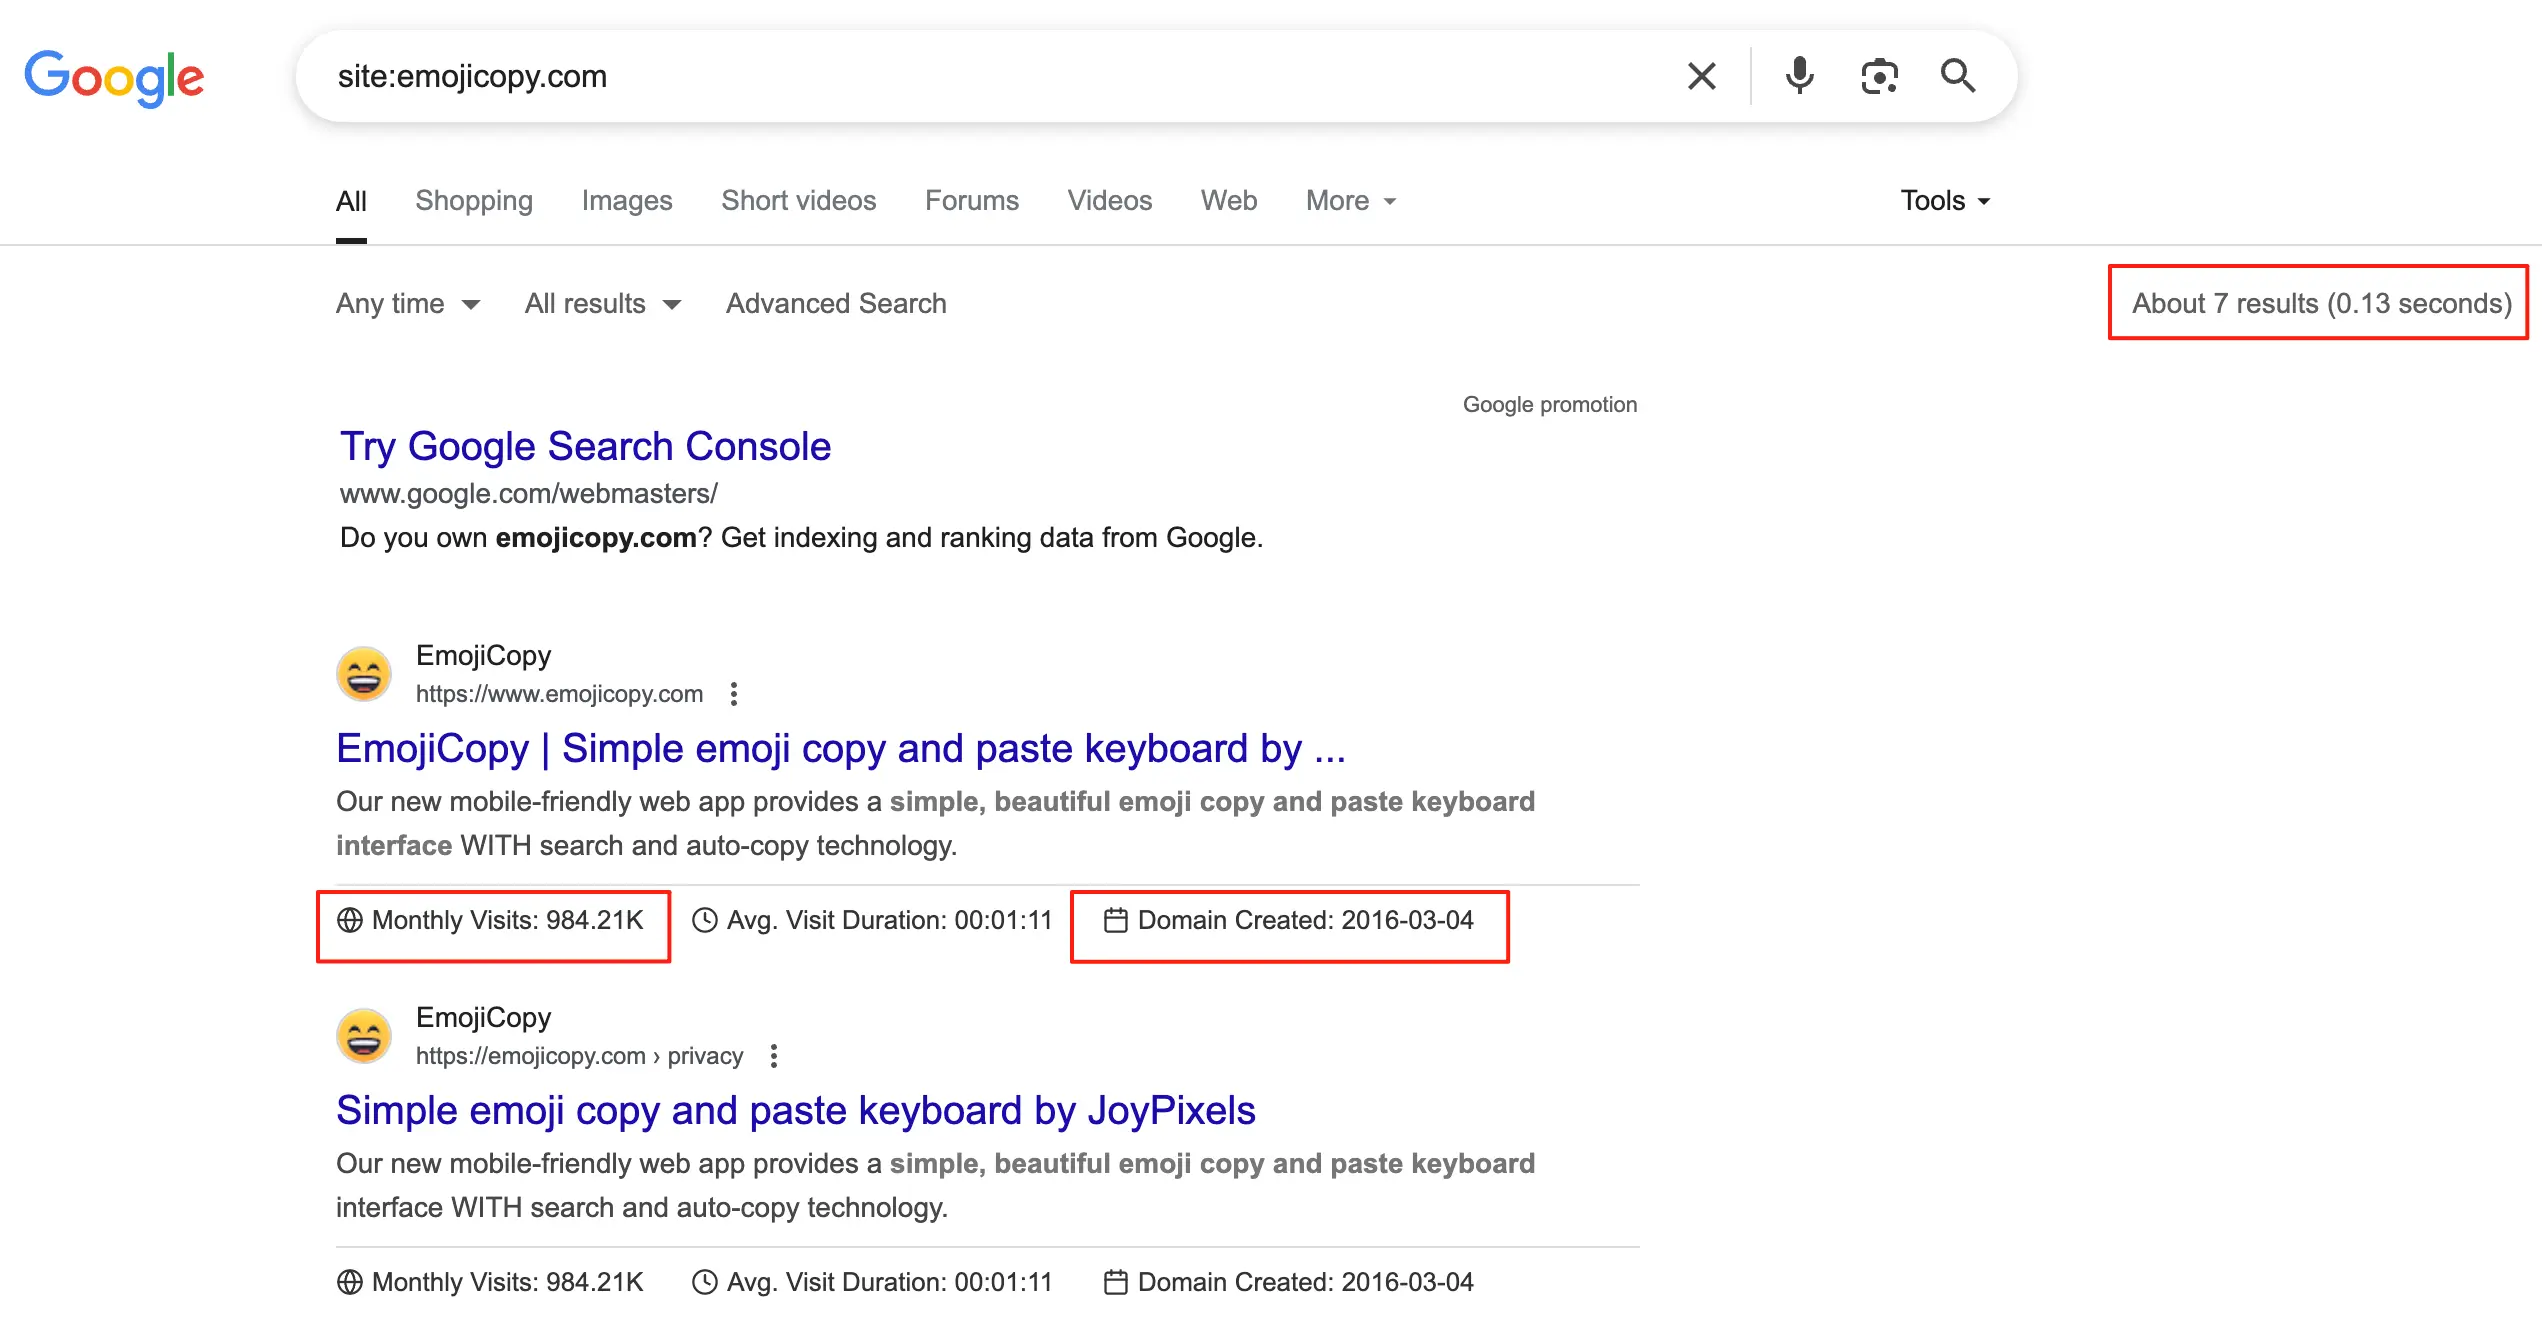 Google
site:emojicopy.com
All Shopping Images Short videos Forums Videos Web More Tools
Any time All results Advanced Search About 7 results (0.13 seconds)
Google promotion
Try Google Search Console
www.google.com/webmasters/
Do you own emojicopy.com? Get indexing and ranking data from Google.
EmojiCopy
https://www.emojicopy.com
EmojiCopy | Simple emoji copy and paste keyboard by ...
Our new mobile-friendly web app provides a simple, beautiful emoji copy and paste keyboard
interface WITH search and auto-copy technology.
Monthly Visits: 984.21K Avg. Visit Duration: 00:01:11 Domain Created: 2016-03-04
EmojiCopy
https://emojicopy.com › privacy
Simple emoji copy and paste keyboard by JoyPixels
Our new mobile-friendly web app provides a simple, beautiful emoji copy and paste keyboard
interface WITH search and auto-copy technology.
Monthly Visits: 984.21K Avg. Visit Duration: 00:01:11 Domain Created: 2016-03-04